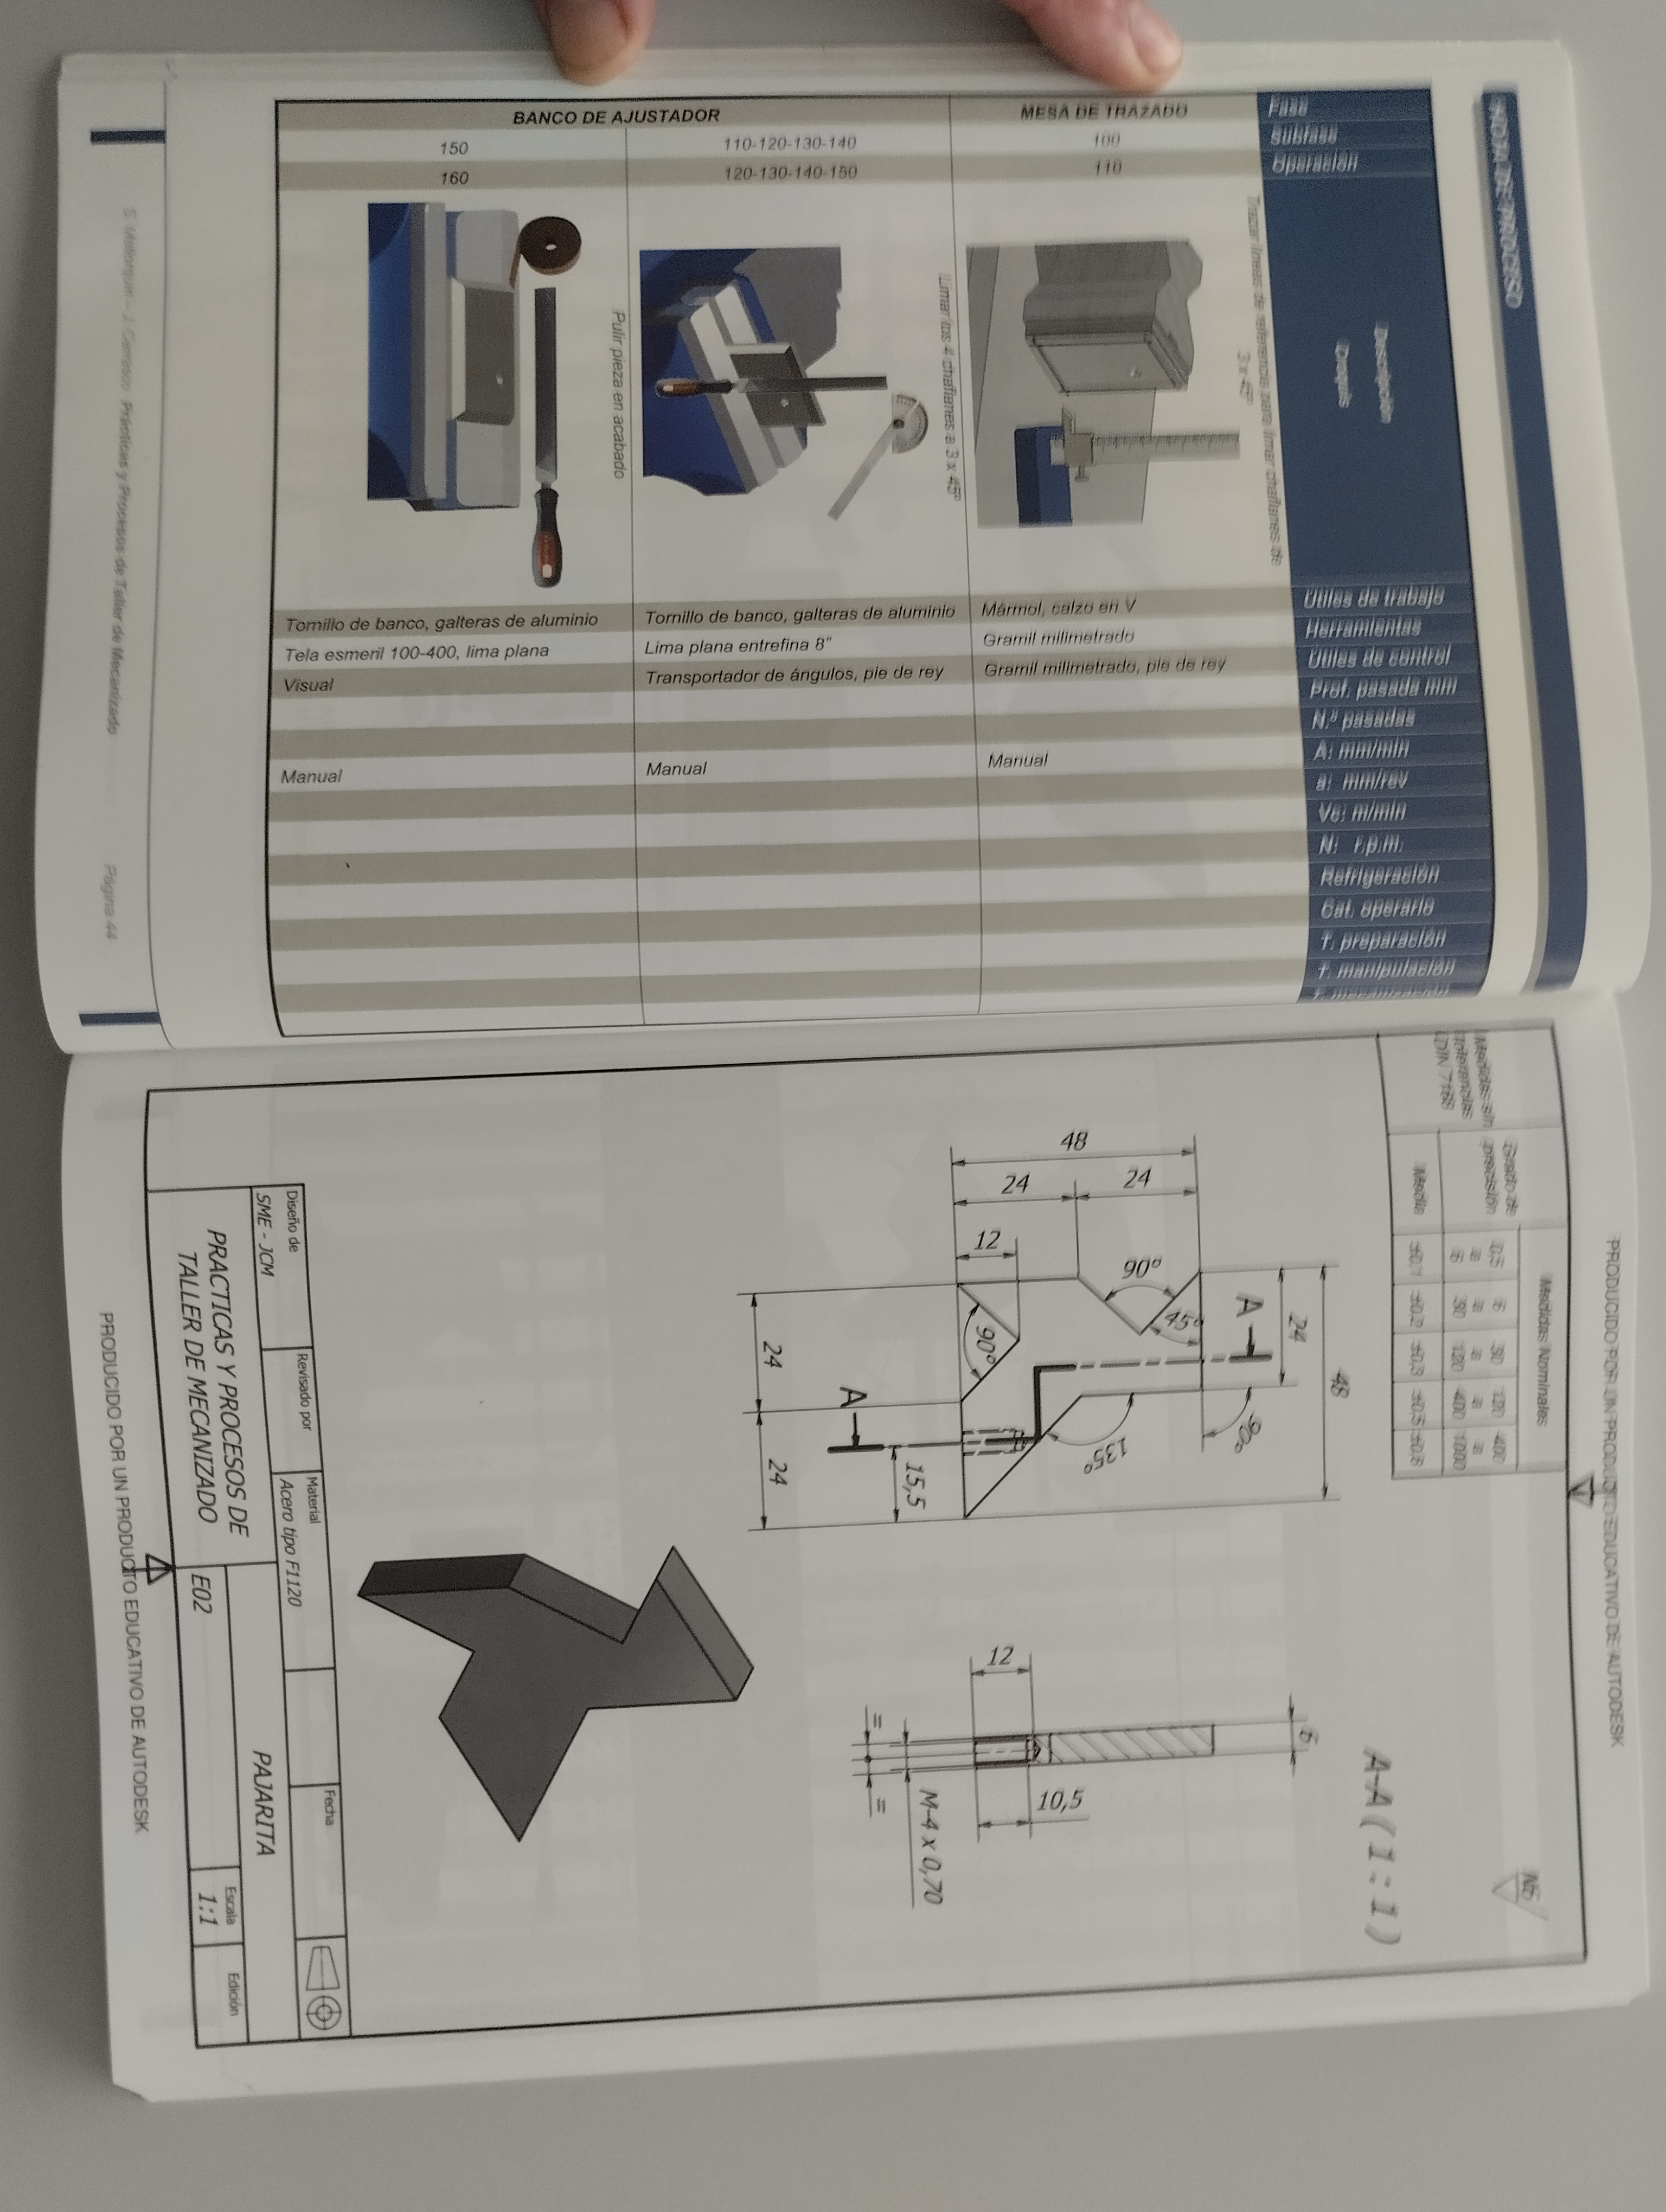 HOJA DE PROCESO
Fase
Subfase
Operación
Descripción
Croquis
Útiles de trabajo
Herramientas
Útiles de control
Prof. pasada mm
N.º pasadas
A: mm/min
a: mm/rev
Vc: m/min
N: r.p.m.
Refrigeración
Cat. operario
T. preparación
T. manipulación
MESA DE TRAZADO
100
110
Trazar líneas de referencia para limar chaflanes de
3 x 45º
Mármol, calzo en V
Gramil milimetrado
Gramil milimetrado, pie de rey
Manual
BANCO DE AJUSTADOR
110-120-130-140
120-130-140-150
Limar los 4 chaflanes a 3 x 45º
Tornillo de banco, galteras de aluminio
Lima plana entrefina 8"
Transportador de ángulos, pie de rey
Manual
150
160
Pulir pieza en acabado
Tornillo de banco, galteras de aluminio
Tela esmeril 100-400, lima plana
Visual
Manual
Prácticas y Procesos de Taller de Mecanizado
Página 44
PRODUCIDO POR UN PRODUCTO EDUCATIVO DE AUTODESK
Medidas Nominales
Grado de
precisión
Medidas sin
tolerancias
DIN 7168
0,5 6 30 120 400
a a a a a
6 30 120 400 1000
Media ±0,1 ±0,2 ±0,3 ±0,5 ±0,8
N6
A-A ( 1 : 1 )
48
24
A
90º
45º
90º
135º
48
24
24
12
90º
A
15,5
24
24
6
12
10,5
= =
M-4 x 0,70
Diseño de
SME - JCM
Revisado por
Material
Acero tipo F1120
Fecha
PRACTICAS Y PROCESOS DE
TALLER DE MECANIZADO
PAJARITA
E02
Escala
1:1
Edición
PRODUCIDO POR UN PRODUCTO EDUCATIVO DE AUTODESK